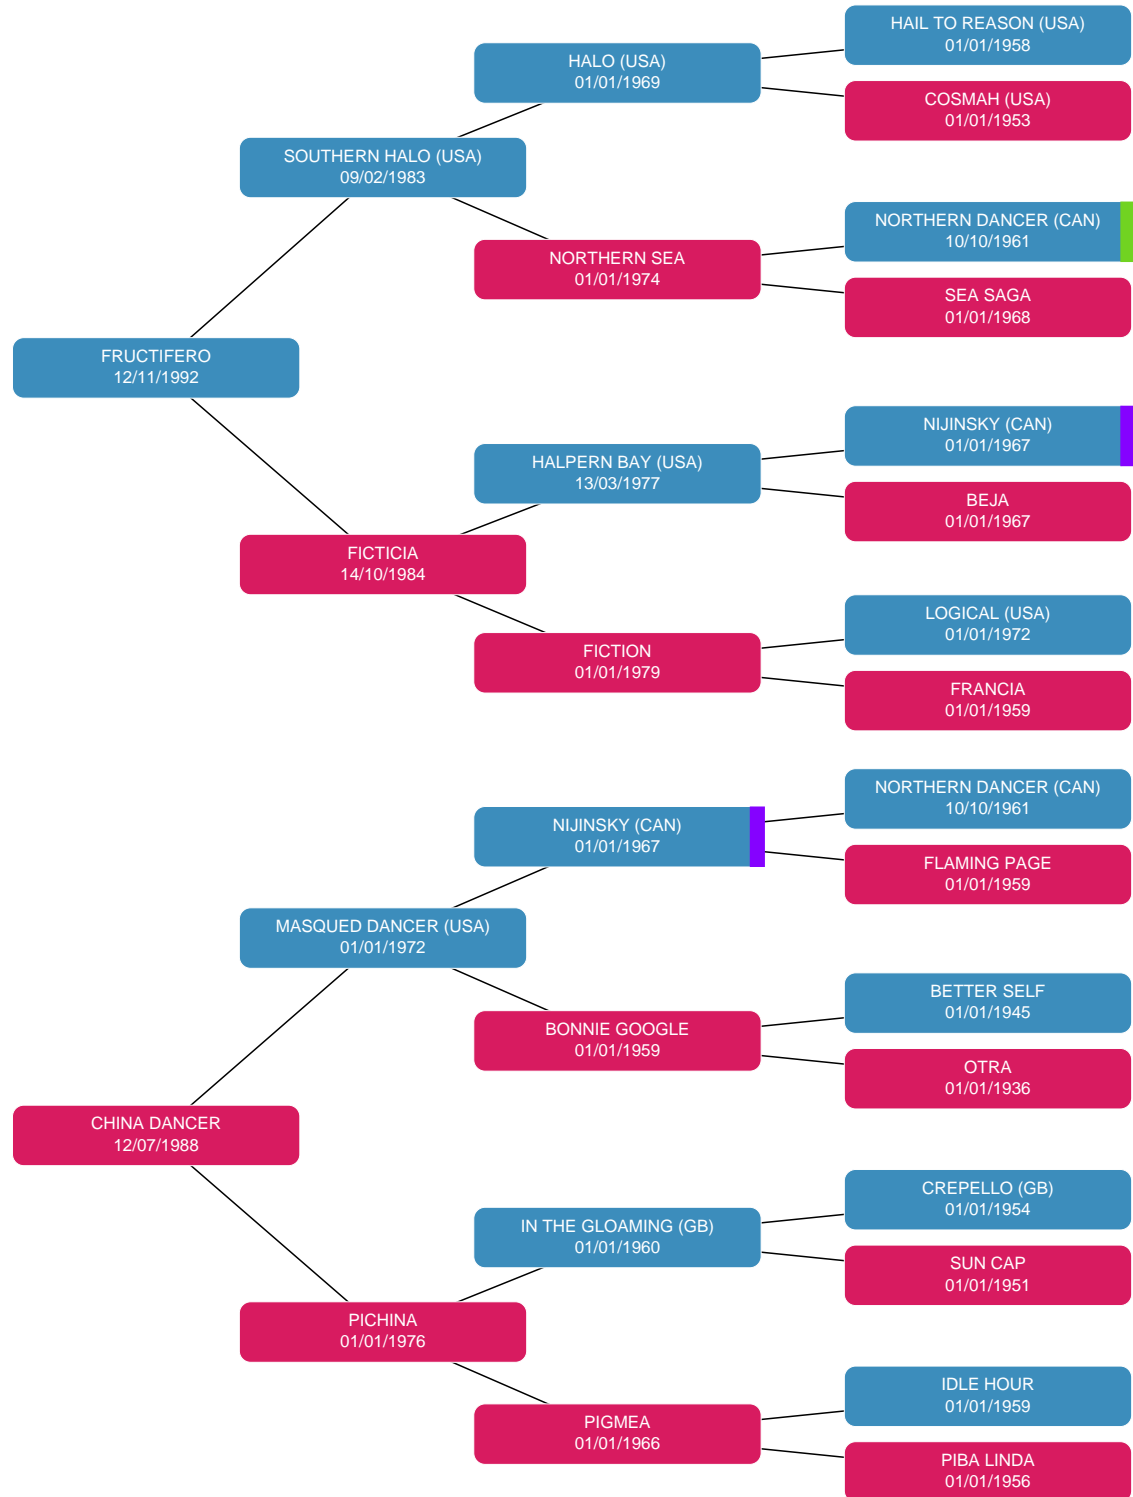 HAIL TO REASON (USA)
01/01/1958
HALO (USA)
01/01/1969
COSMAH (USA)
01/01/1953
SOUTHERN HALO (USA)
09/02/1983
NORTHERN DANCER (CAN)
10/10/1961
NORTHERN SEA
01/01/1974
SEA SAGA
01/01/1968
FRUCTIFERO
12/11/1992
NIJINSKY (CAN)
01/01/1967
HALPERN BAY (USA)
13/03/1977
BEJA
01/01/1967
FICTICIA
14/10/1984
LOGICAL (USA)
01/01/1972
FICTION
01/01/1979
FRANCIA
01/01/1959
NORTHERN DANCER (CAN)
10/10/1961
NIJINSKY (CAN)
01/01/1967
FLAMING PAGE
01/01/1959
MASQUED DANCER (USA)
01/01/1972
BETTER SELF
01/01/1945
BONNIE GOOGLE
01/01/1959
OTRA
01/01/1936
CHINA DANCER
12/07/1988
CREPELLO (GB)
01/01/1954
IN THE GLOAMING (GB)
01/01/1960
SUN CAP
01/01/1951
PICHINA
01/01/1976
IDLE HOUR
01/01/1959
PIGMEA
01/01/1966
PIBA LINDA
01/01/1956